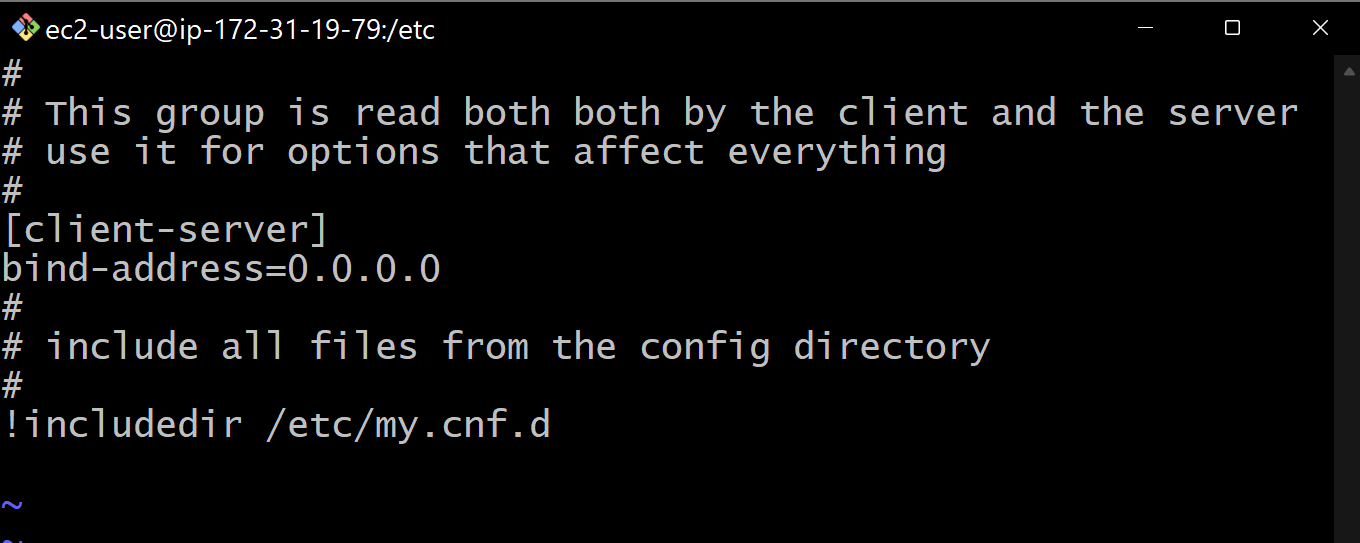 ec2-user@ip-172-31-19-79:/etc
#
# This group is read both both by the client and the server
# use it for options that affect everything
#
[client-server]
bind-address=0.0.0.0
#
# include all files from the config directory
#
!includedir /etc/my.cnf.d
~
~